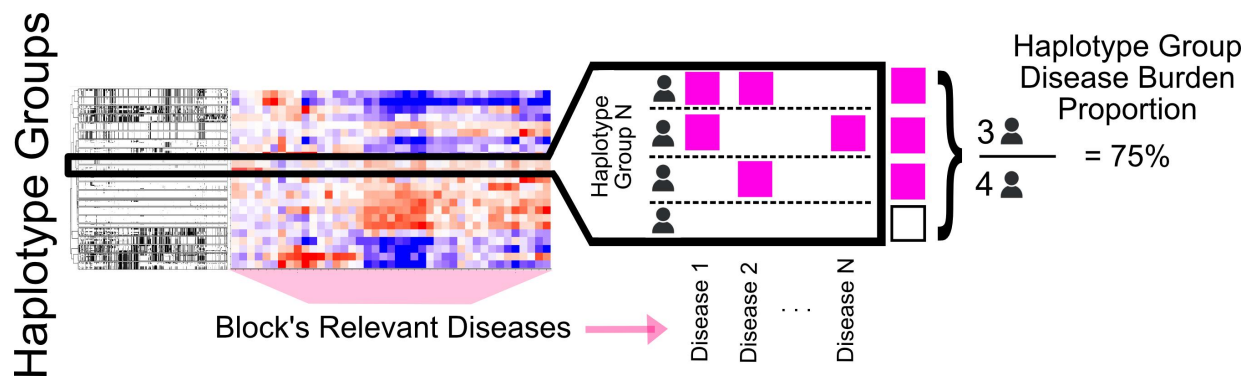 Haplotype Groups
Haplotype
Group N
Haplotype Group
Disease Burden
Proportion
3
4
= 75%
Block's Relevant Diseases
Disease 1
Disease 2
. . .
Disease N